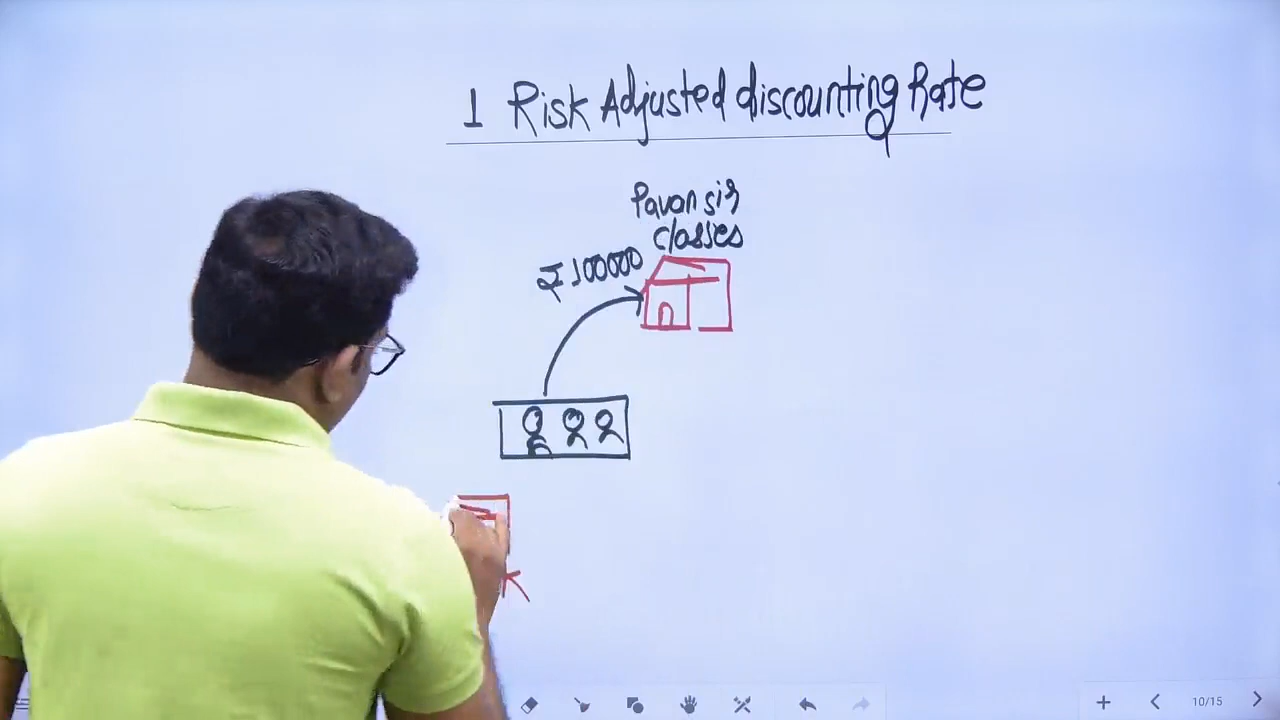 1 Risk Adjusted discounting Rate
Pavan sir
classes
₹ 100000
10/15